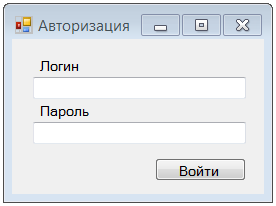 Авторизация
Логин
Пароль
Войти